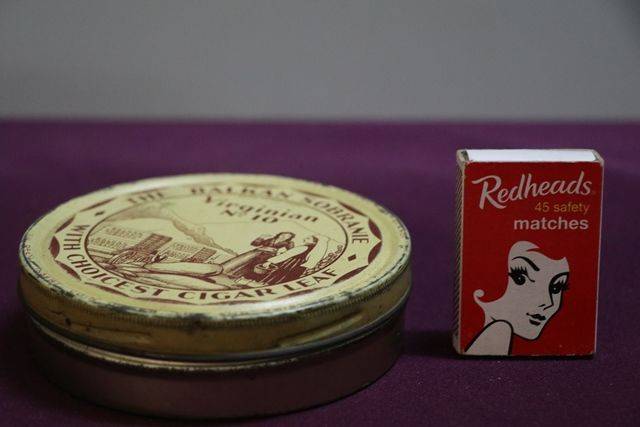 THE BALKAN SOBRANIE
Virginian
No 10
WITH CHOICEST CIGAR LEAF
Redheads
45 safety
matches